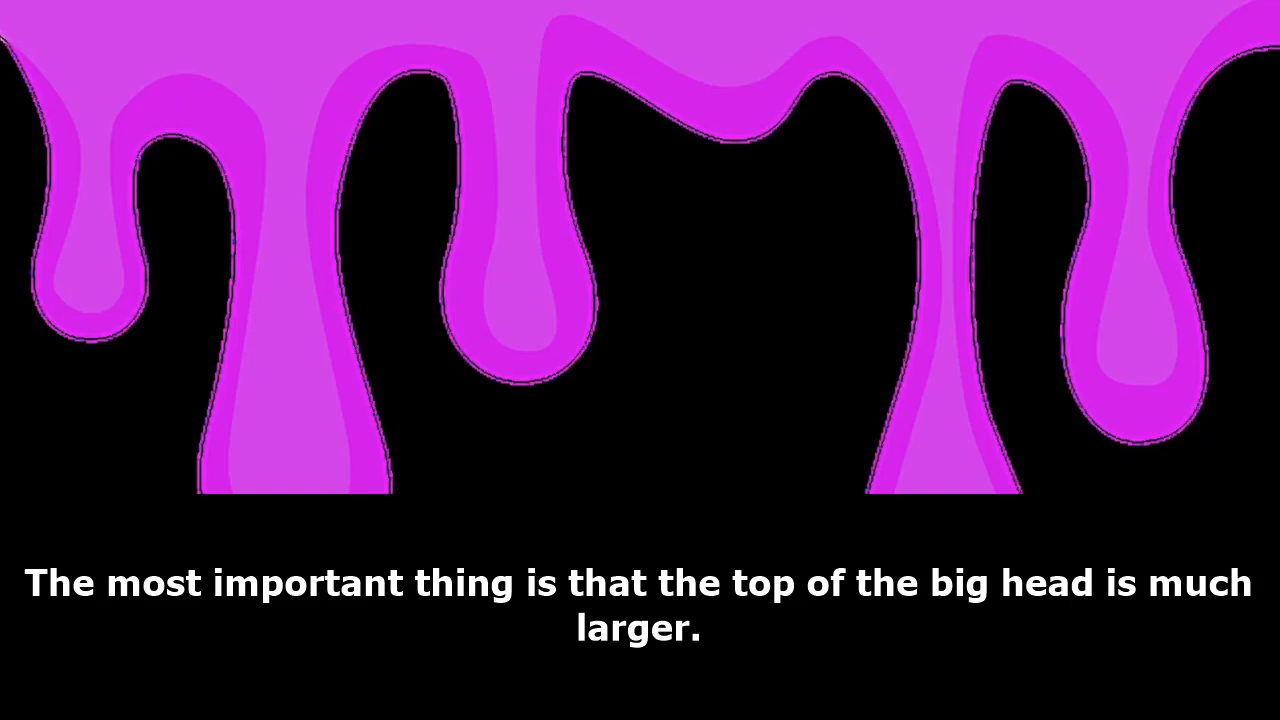 The most important thing is that the top of the big head is much
larger.